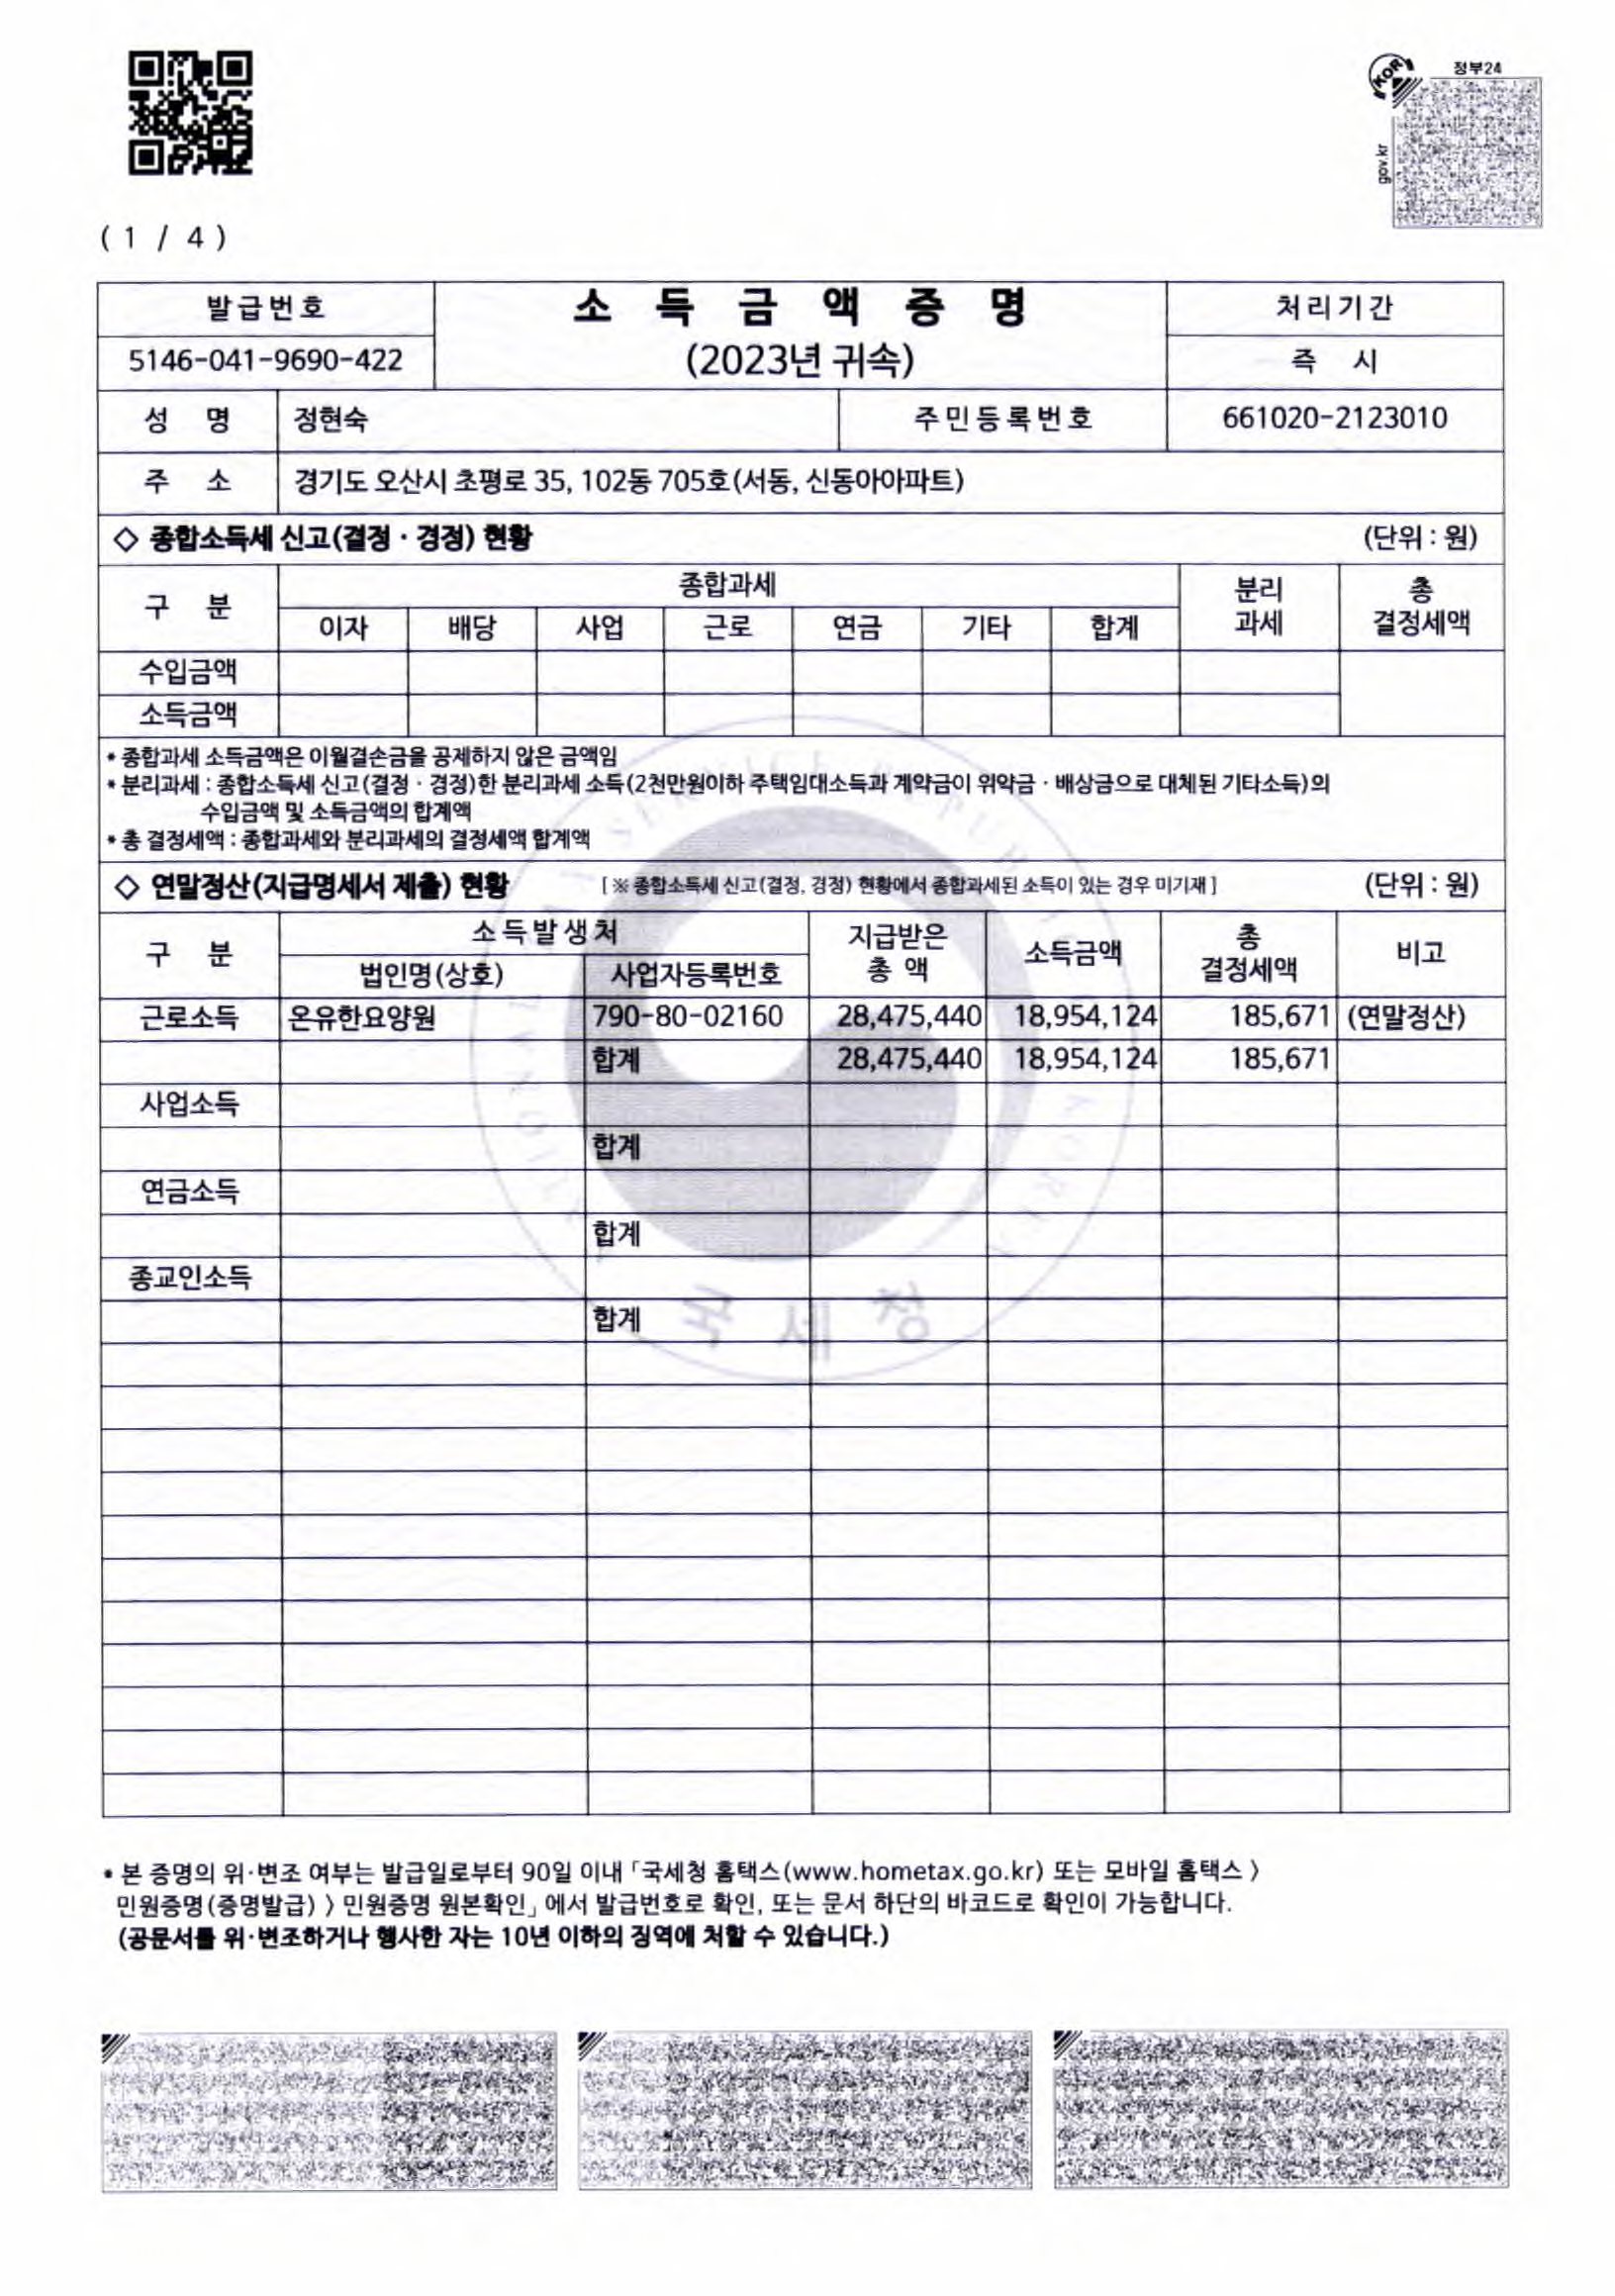 정부24
gov.kr
KOR
( 1 / 4 )
발급번호
소 득 금 액 증 명
처리기간
5146-041-9690-422
(2023년 귀속)
즉 시
성 명 정현숙 주민등록번호 661020-2123010
주 소 경기도 오산시 초평로 35, 102동 705호(서동, 신동아아파트)
◇ 종합소득세 신고(결정 · 경정) 현황 (단위 : 원)
구 분 종합과세 분리 과세 총 결정세액
이자 배당 사업 근로 연금 기타 합계
수입금액
소득금액
* 종합과세 소득금액은 이월결손금을 공제하지 않은 금액임
* 분리과세 : 종합소득세 신고(결정 · 경정)한 분리과세 소득(2천만원이하 주택임대소득과 계약금이 위약금 · 배상금으로 대체된 기타소득)의
수입금액 및 소득금액의 합계액
* 총 결정세액 : 종합과세와 분리과세의 결정세액 합계액
◇ 연말정산(지급명세서 제출) 현황 [ ※ 종합소득세 신고(결정, 경정) 현황에서 종합과세된 소득이 있는 경우 미기재 ] (단위 : 원)
구 분 소득발생처 지급받은 총 액 소득금액 총 결정세액 비고
법인명(상호) 사업자등록번호
근로소득 온유한요양원 790-80-02160 28,475,440 18,954,124 185,671 (연말정산)
합계 28,475,440 18,954,124 185,671
사업소득
합계
연금소득
합계
종교인소득
합계
국세청
* 본 증명의 위·변조 여부는 발급일로부터 90일 이내「국세청 홈택스(www.hometax.go.kr) 또는 모바일 홈택스 〉
민원증명(증명발급) 〉 민원증명 원본확인」에서 발급번호로 확인, 또는 문서 하단의 바코드로 확인이 가능합니다.
(공문서를 위·변조하거나 행사한 자는 10년 이하의 징역에 처할 수 있습니다.)